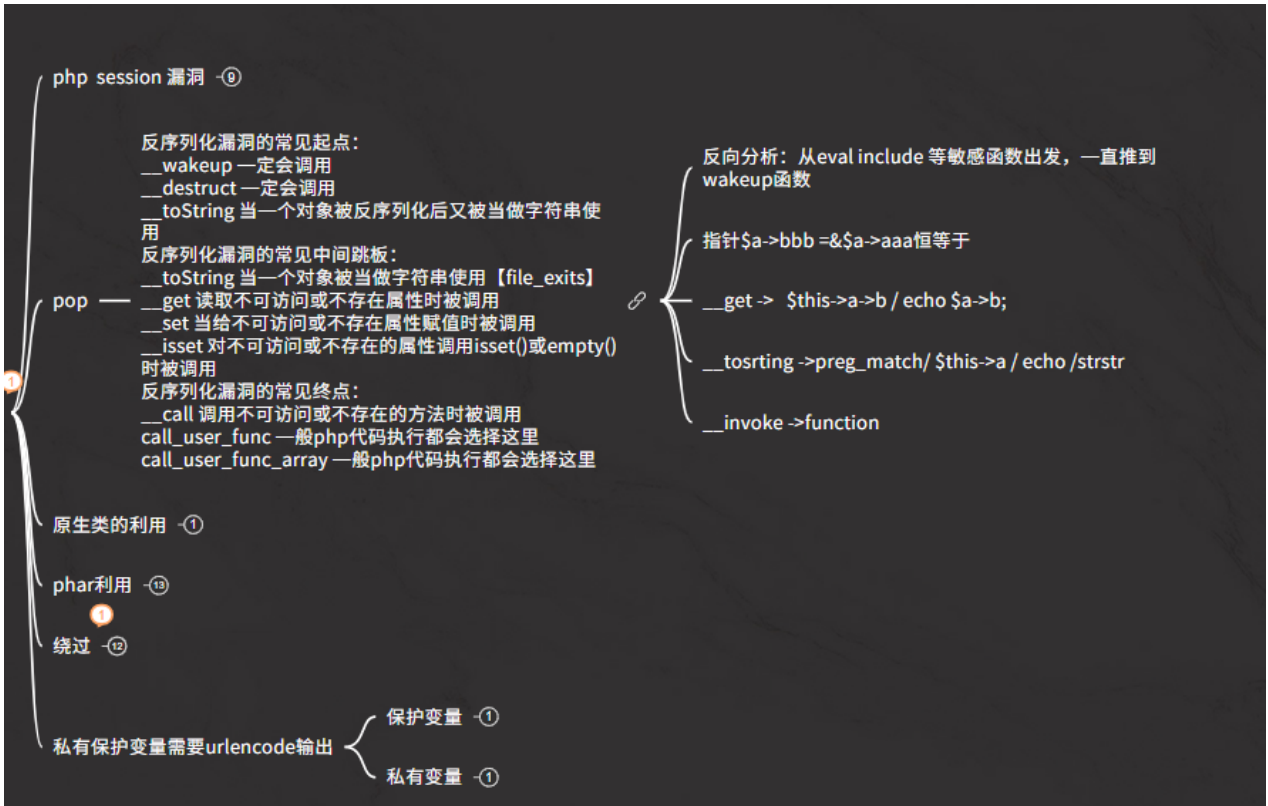 php session 漏洞 9
pop
反序列化漏洞的常见起点：
__wakeup 一定会调用
__destruct 一定会调用
__toString 当一个对象被反序列化后又被当做字符串使
用
反序列化漏洞的常见中间跳板：
__toString 当一个对象被当做字符串使用【file_exits】
__get 读取不可访问或不存在属性时被调用
__set 当给不可访问或不存在属性赋值时被调用
__isset 对不可访问或不存在的属性调用isset()或empty()
时被调用
反序列化漏洞的常见终点：
__call 调用不可访问或不存在的方法时被调用
call_user_func 一般php代码执行都会选择这里
call_user_func_array 一般php代码执行都会选择这里
反向分析：从eval include 等敏感函数出发，一直推到
wakeup函数
指针$a->bbb =&$a->aaa恒等于
__get -> $this->a->b / echo $a->b;
__tosrting ->preg_match/ $this->a / echo /strstr
__invoke ->function
1
原生类的利用 1
phar利用 13
1
绕过 12
私有保护变量需要urlencode输出
保护变量 1
私有变量 1